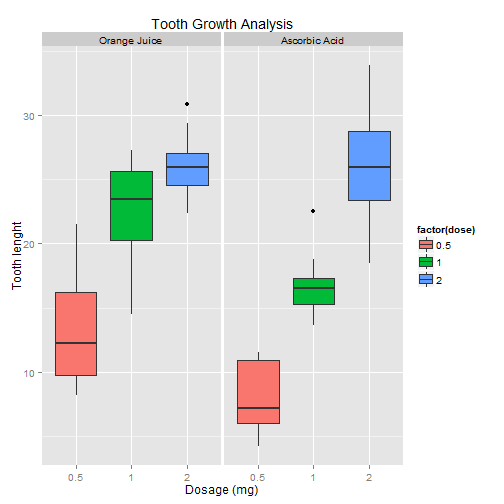 Tooth Growth Analysis
Orange Juice
Ascorbic Acid
30
20
10
Tooth lenght
0.5
1
2
0.5
1
2
Dosage (mg)
factor(dose)
0.5
1
2